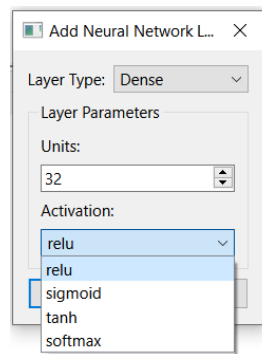 Add Neural Network L...
Layer Type: Dense
Layer Parameters
Units:
32
Activation:
relu
relu
sigmoid
tanh
softmax